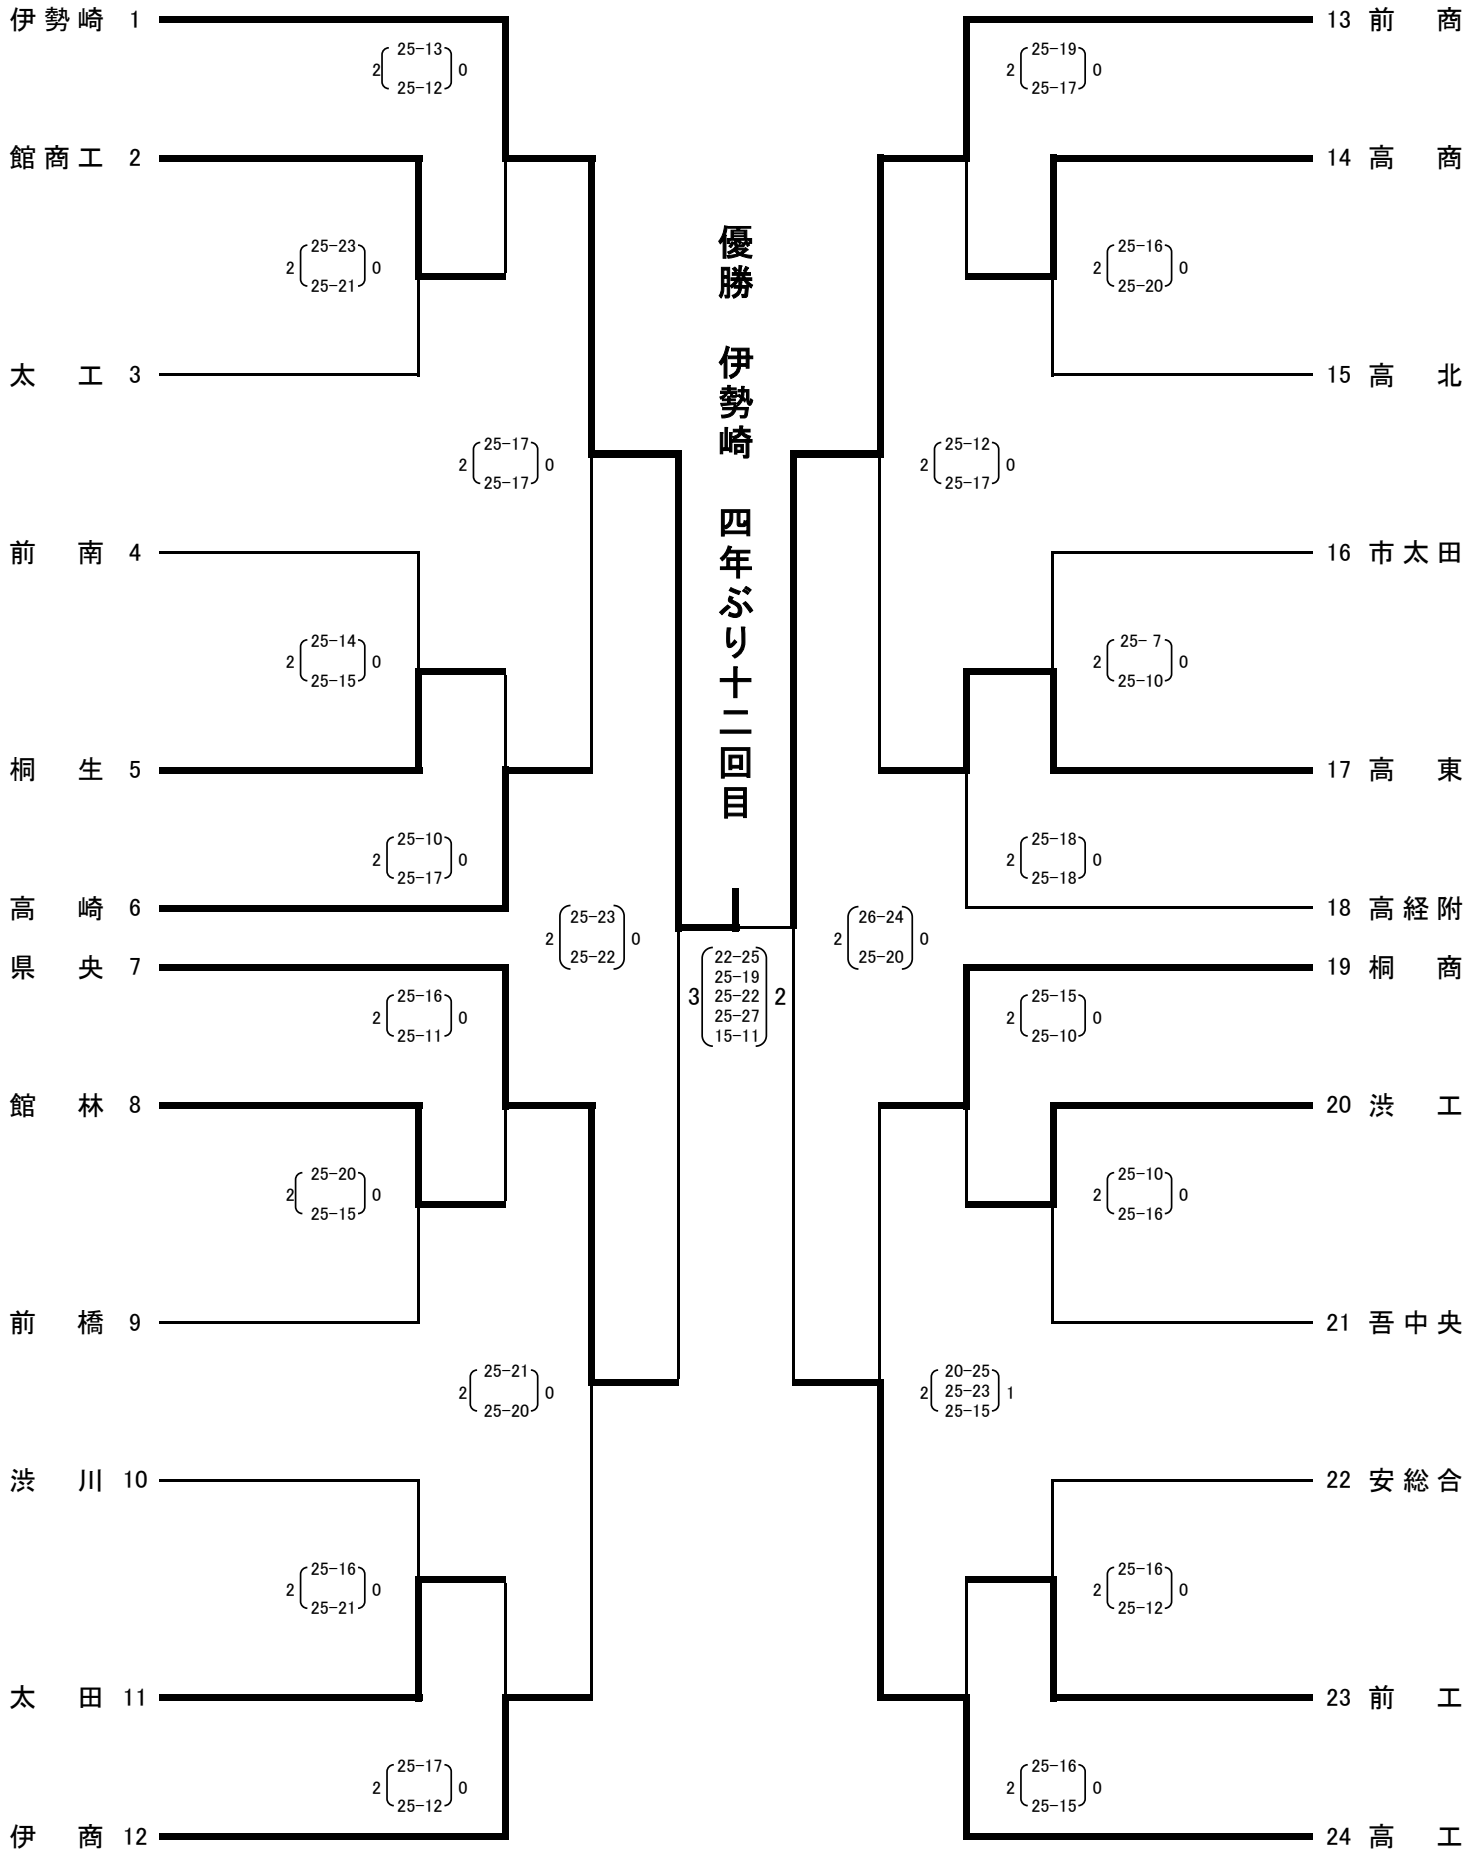 伊勢崎 1
25-13
2 0
25-12
館商工 2
25-23
2 0
25-21
太 工 3
25-17
2 0
25-17
前 南 4
25-14
2 0
25-15
桐 生 5
25-10
2 0
25-17
高 崎 6
25-23
2 0
25-22
県 央 7
25-16
2 0
25-11
館 林 8
25-20
2 0
25-15
前 橋 9
25-21
2 0
25-20
渋 川 10
25-16
2 0
25-21
太 田 11
25-17
2 0
25-12
伊 商 12
優勝 伊勢崎 四年ぶり十二回目
22-25
25-19
3 25-22 2
25-27
15-11
13 前 商
25-19
2 0
25-17
14 高 商
25-16
2 0
25-20
15 高 北
25-12
2 0
25-17
16 市太田
25- 7
2 0
25-10
17 高 東
25-18
2 0
25-18
18 高経附
26-24
2 0
25-20
19 桐 商
25-15
2 0
25-10
20 渋 工
25-10
2 0
25-16
21 吾中央
20-25
2 25-23 1
25-15
22 安総合
25-16
2 0
25-12
23 前 工
25-16
2 0
25-15
24 高 工